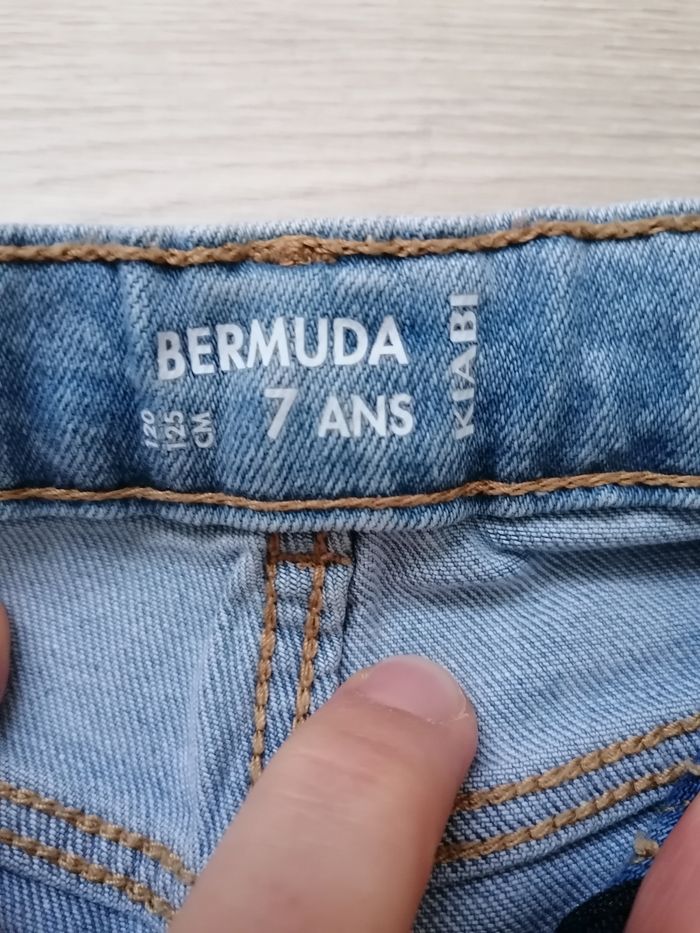 BERMUDA
7 ANS
120
125
CM
KIABI